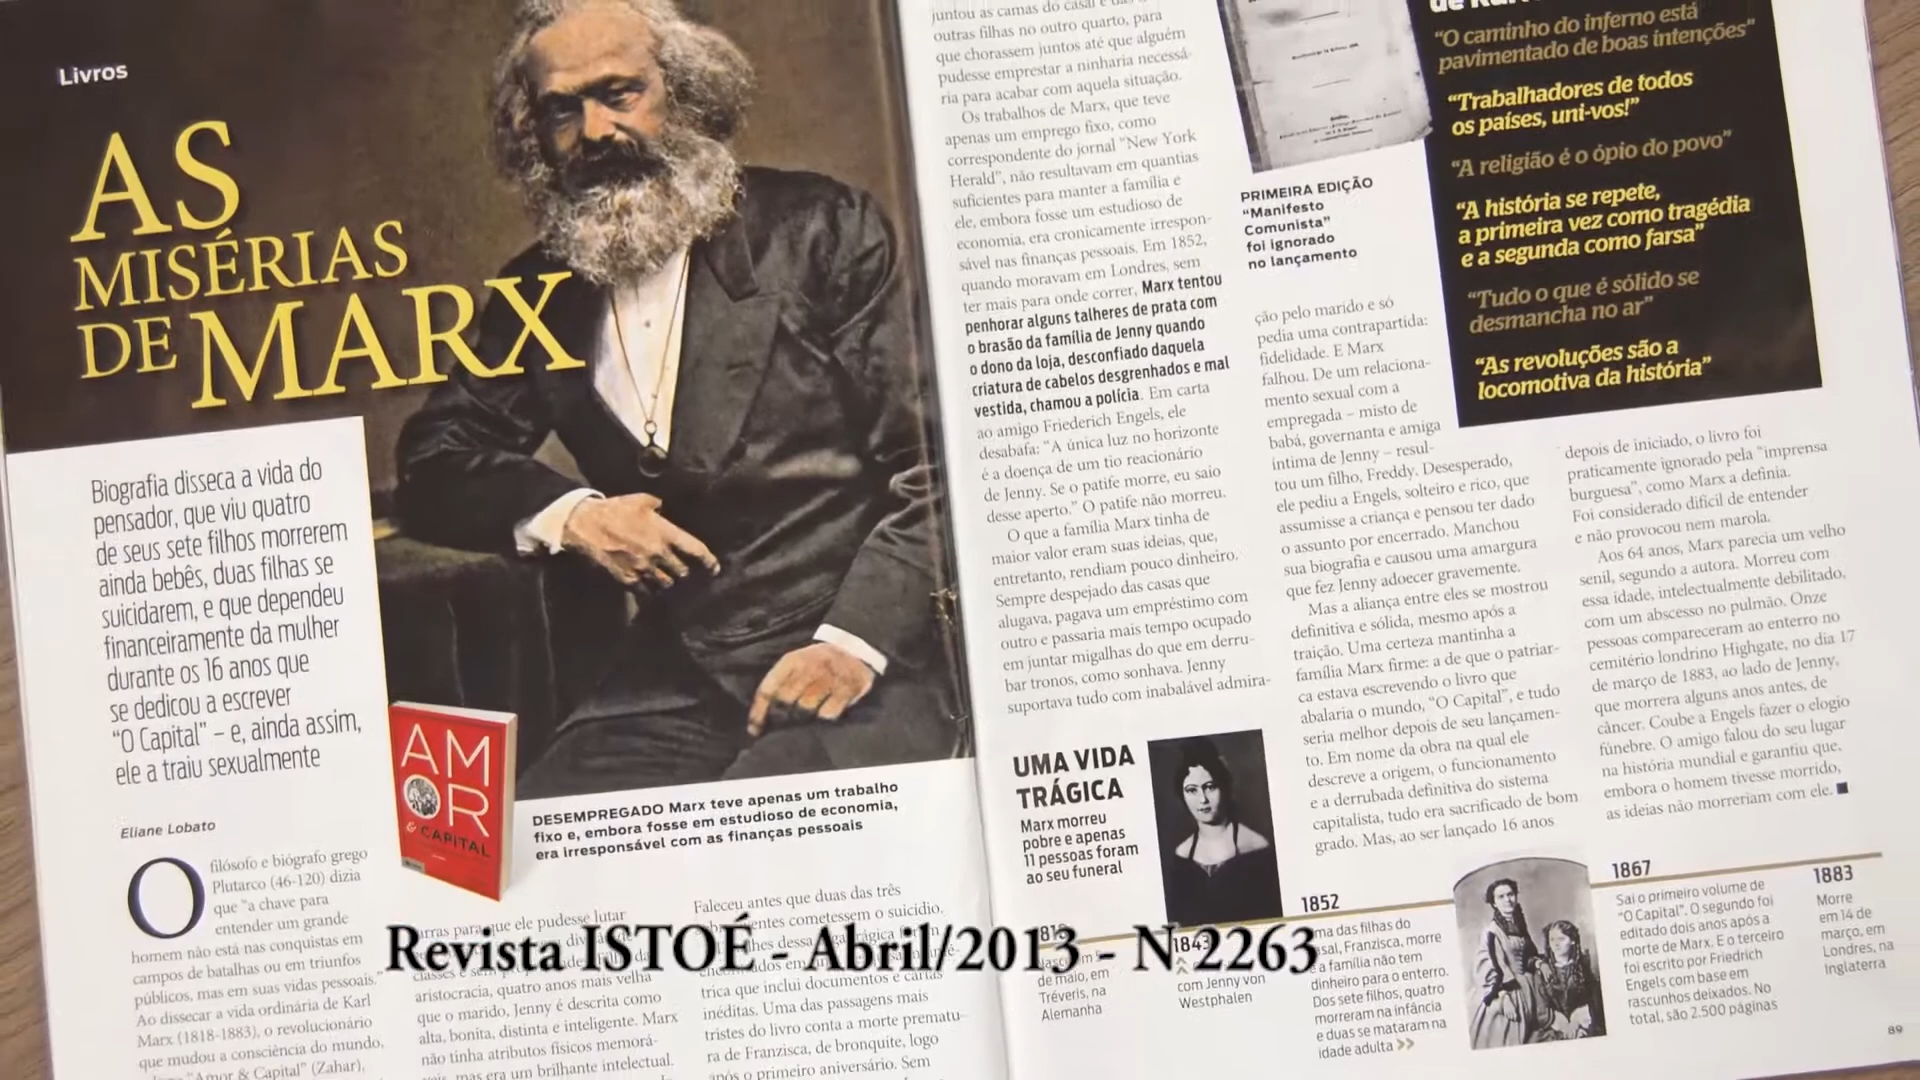 Livros
AS
MISÉRIAS
DE MARX
Biografia disseca a vida do
pensador, que viu quatro
de seus sete filhos morrerem
ainda bebês, duas filhas se
suicidarem, e que dependeu
financeiramente da mulher
durante os 16 anos que
se dedicou a escrever
“O Capital” – e, ainda assim,
ele a traiu sexualmente
Eliane Lobato
O filósofo e biógrafo grego
Plutarco (46-120) dizia
que “a chave para
entender um grande
homem não está nas conquistas em
campos de batalhas ou em triunfos
públicos, mas em suas vidas pessoais.”
Ao dissecar a vida ordinária de Karl
Marx (1818-1883), o revolucionário
que mudou a consciência do mundo,
“Amor & Capital” (Zahar),
AMOR
& CAPITAL
DESEMPREGADO Marx teve apenas um trabalho
fixo e, embora fosse em estudioso de economia,
era irresponsável com as finanças pessoais
que ele pudesse lutar
classes e sem
aristocracia, quatro anos mais velha
que o marido, Jenny é descrita como
alta, bonita, distinta e inteligente. Marx
não tinha atributos físicos memorá-
mas era um brilhante intelectual.
Faleceu antes que duas das três
cometessem o suicídio.
dessa
trica que inclui documentos e cartas
inéditas. Uma das passagens mais
tristes do livro conta a morte prematu-
ra de Franzisca, de bronquite, logo
após o primeiro aniversário. Sem
juntou as camas do casal e
outras filhas no outro quarto, para
que chorassem juntos até que alguém
pudesse emprestar a ninharia necessá-
ria para acabar com aquela situação.
Os trabalhos de Marx, que teve
apenas um emprego fixo, como
correspondente do jornal “New York
Herald”, não resultavam em quantias
suficientes para manter a família e
ele, embora fosse um estudioso de
economia, era cronicamente irrespon-
sável nas finanças pessoais. Em 1852,
quando moravam em Londres, sem
ter mais para onde correr, Marx tentou
penhorar alguns talheres de prata com
o brasão da família de Jenny quando
o dono da loja, desconfiado daquela
criatura de cabelos desgrenhados e mal
vestida, chamou a polícia. Em carta
ao amigo Friederich Engels, ele
desabafa: “A única luz no horizonte
é a doença de um tio reacionário
de Jenny. Se o patife morre, eu saio
desse aperto.” O patife não morreu.
O que a família Marx tinha de
maior valor eram suas ideias, que,
entretanto, rendiam pouco dinheiro.
Sempre despejado das casas que
alugava, pagava um empréstimo com
outro e passaria mais tempo ocupado
em juntar migalhas do que em derru-
bar tronos, como sonhava. Jenny
suportava tudo com inabalável admira-
PRIMEIRA EDIÇÃO
“Manifesto
Comunista”
foi ignorado
no lançamento
ção pelo marido e só
pedia uma contrapartida:
fidelidade. E Marx
falhou. De um relaciona-
mento sexual com a
empregada – misto de
babá, governanta e amiga
íntima de Jenny – resul-
tou um filho, Freddy. Desesperado,
ele pediu a Engels, solteiro e rico, que
assumisse a criança e pensou ter dado
o assunto por encerrado. Manchou
sua biografia e causou uma amargura
que fez Jenny adoecer gravemente.
Mas a aliança entre eles se mostrou
definitiva e sólida, mesmo após a
traição. Uma certeza mantinha a
família Marx firme: a de que o patriar-
ca estava escrevendo o livro que
abalaria o mundo, “O Capital”, e tudo
seria melhor depois de seu lançamen-
to. Em nome da obra na qual ele
descreve a origem, o funcionamento
e a derrubada definitiva do sistema
capitalista, tudo era sacrificado de bom
grado. Mas, ao ser lançado 16 anos
“O caminho do inferno está
pavimentado de boas intenções”
“Trabalhadores de todos
os países, uni-vos!”
“A religião é o ópio do povo”
“A história se repete,
a primeira vez como tragédia
e a segunda como farsa”
“Tudo o que é sólido se
desmancha no ar”
“As revoluções são a
locomotiva da história”
depois de iniciado, o livro foi
praticamente ignorado pela “imprensa
burguesa”, como Marx a definia.
Foi considerado difícil de entender
e não provocou nem marola.
Aos 64 anos, Marx parecia um velho
senil, segundo a autora. Morreu com
essa idade, intelectualmente debilitado,
com um abscesso no pulmão. Onze
pessoas compareceram ao enterro no
cemitério londrino Highgate, no dia 17
de março de 1883, ao lado de Jenny,
que morrera alguns anos antes, de
câncer. Coube a Engels fazer o elogio
fúnebre. O amigo falou do seu lugar
na história mundial e garantiu que,
embora o homem tivesse morrido,
as ideias não morreriam com ele. ■
UMA VIDA
TRÁGICA
Marx morreu
pobre e apenas
11 pessoas foram
ao seu funeral
de maio, em
Tréveris, na
Alemanha
1843
com Jenny von
Westphalen
1852
uma das filhas do
casal, Franzisca, morre
e a família não tem
dinheiro para o enterro.
Dos sete filhos, quatro
morreram na infância
e duas se mataram na
idade adulta >>
1867
Sai o primeiro volume de
“O Capital”. O segundo foi
editado dois anos após a
morte de Marx. E o terceiro
foi escrito por Friedrich
Engels com base em
rascunhos deixados. No
total, são 2.500 páginas
1883
Morre
em 14 de
março, em
Londres, na
Inglaterra
89
Revista ISTOÉ - Abril/2013 - N 2263